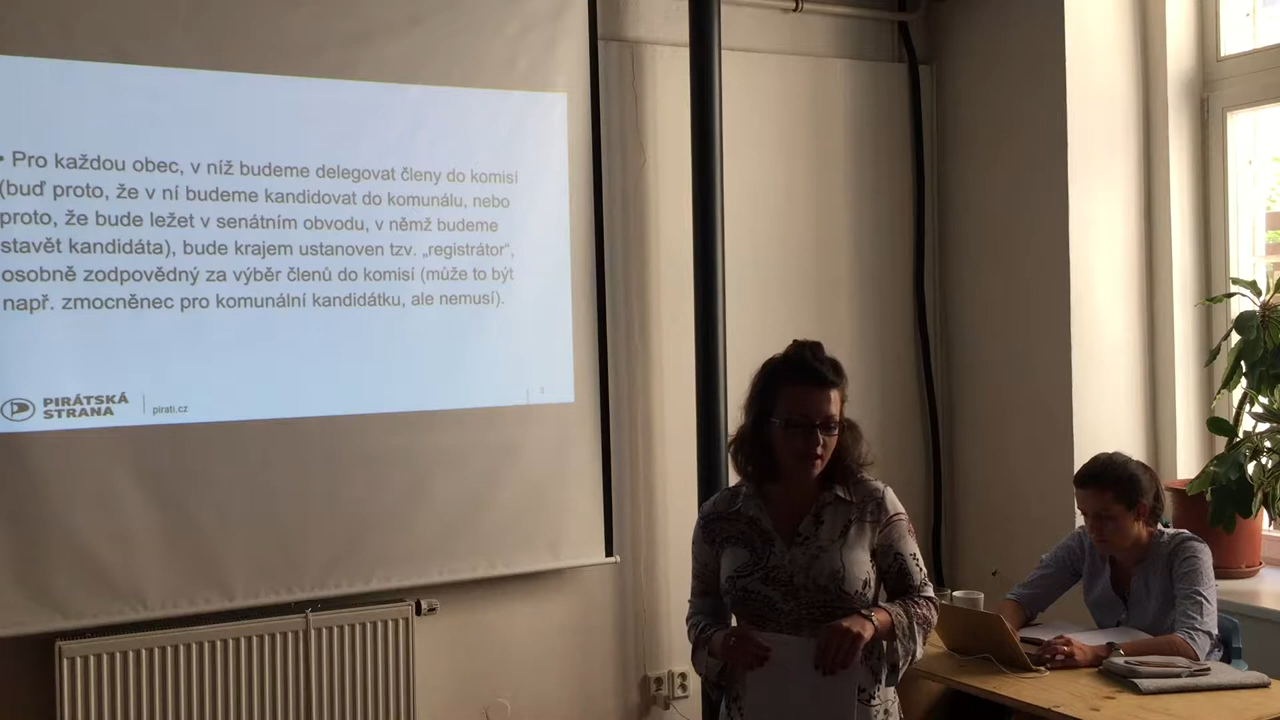 • Pro každou obec, v níž budeme delegovat členy do komisí
(buď proto, že v ní budeme kandidovat do komunálu, nebo
proto, že bude ležet v senátním obvodu, v němž budeme
stavět kandidáta), bude krajem ustanoven tzv. „registrátor“,
osobně zodpovědný za výběr členů do komisí (může to být
např. zmocněnec pro komunální kandidátku, ale nemusí).
PIRÁTSKÁ
STRANA
pirati.cz
3